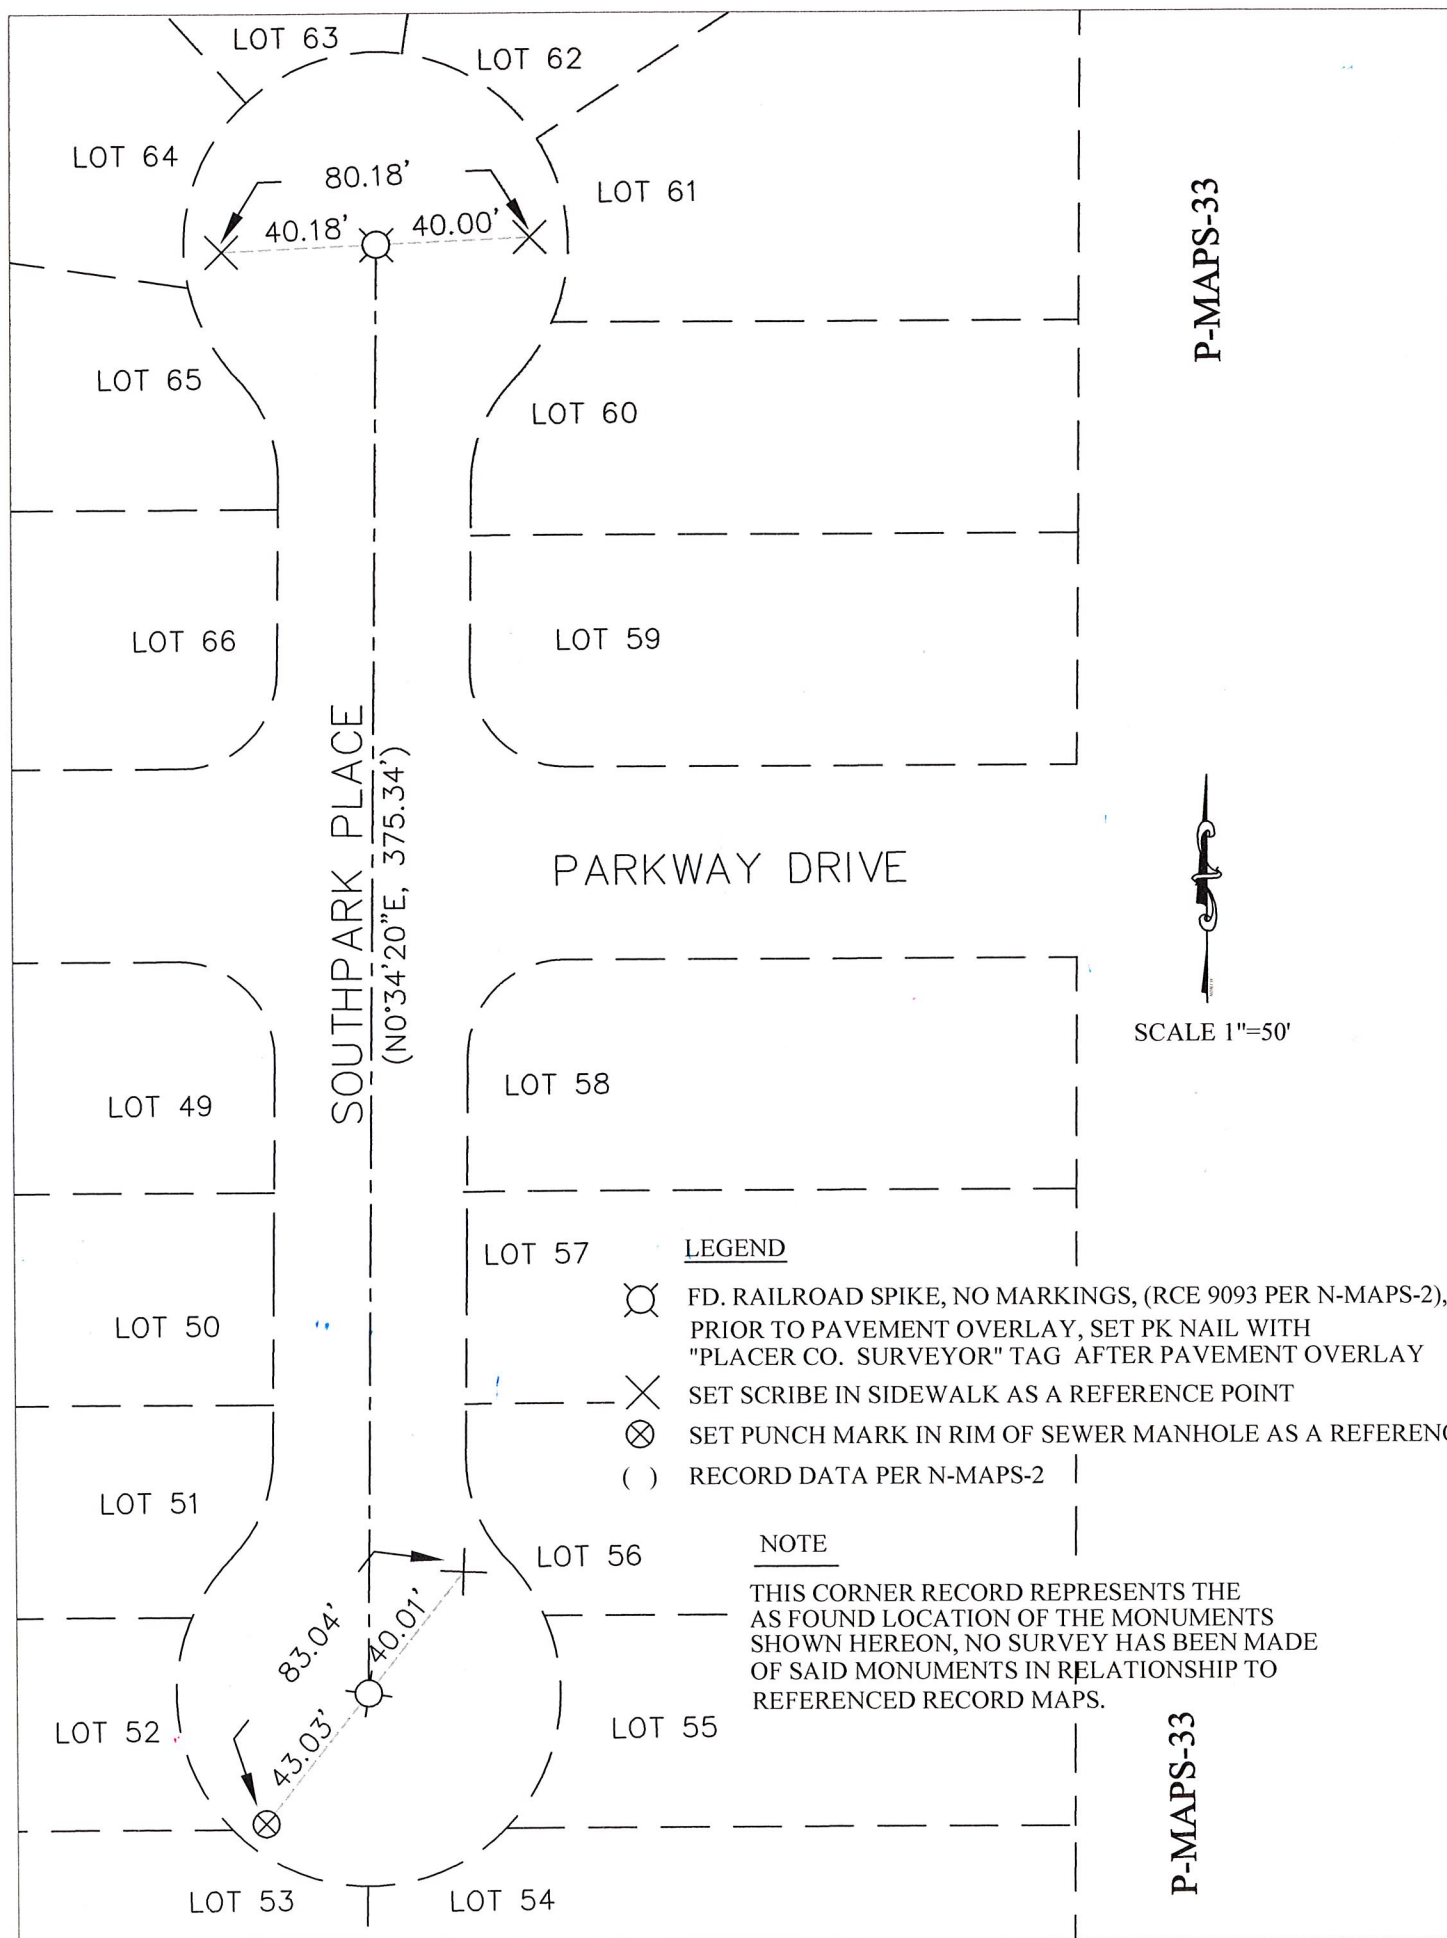 LOT 63
LOT 62
LOT 64
80.18'
LOT 61
40.18'
40.00'
P-MAPS-33
LOT 65
LOT 60
LOT 66
LOT 59
SOUTHPARK PLACE
(N0°34'20"E, 375.34')
PARKWAY DRIVE
SCALE 1"=50'
LOT 49
LOT 58
LOT 57
LOT 50
LEGEND
FD. RAILROAD SPIKE, NO MARKINGS, (RCE 9093 PER N-MAPS-2),
PRIOR TO PAVEMENT OVERLAY, SET PK NAIL WITH
"PLACER CO. SURVEYOR" TAG AFTER PAVEMENT OVERLAY
SET SCRIBE IN SIDEWALK AS A REFERENCE POINT
SET PUNCH MARK IN RIM OF SEWER MANHOLE AS A
( ) RECORD DATA PER N-MAPS-2
LOT 51
LOT 56
NOTE
THIS CORNER RECORD REPRESENTS THE
AS FOUND LOCATION OF THE MONUMENTS
SHOWN HEREON, NO SURVEY HAS BEEN MADE
OF SAID MONUMENTS IN RELATIONSHIP TO
REFERENCED RECORD MAPS.
83.04'
40.01'
43.03'
LOT 52
LOT 55
P-MAPS-33
LOT 53
LOT 54